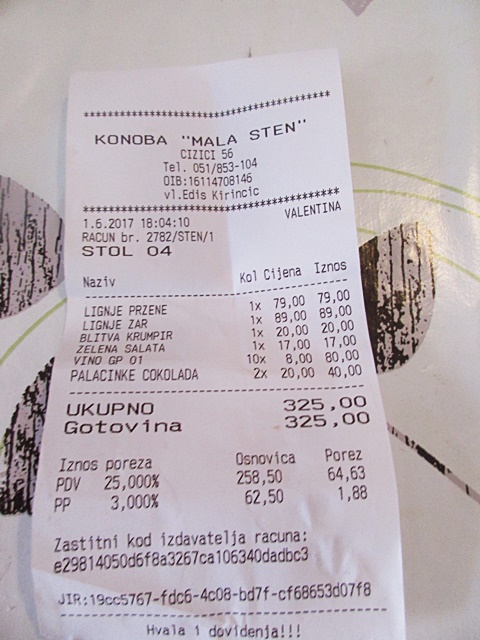 ****************************************
KONOBA "MALA STEN"
CIZICI 56
Tel. 051/853-104
OIB:16114708146
vl.Edis Kirincic
****************************************
VALENTINA
1.6.2017 18:04:10
RACUN br. 2782/STEN/1
STOL 04
Naziv Kol Cijena Iznos
----------------------------------------
LIGNJE PRZENE 1x 79,00 79,00
LIGNJE ZAR 1x 89,00 89,00
BLITVA KRUMPIR 1x 20,00 20,00
ZELENA SALATA 1x 17,00 17,00
VINO GP 01 10x 8,00 80,00
PALACINKE COKOLADA 2x 20,00 40,00
----------------------------------------
UKUPNO 325,00
Gotovina 325,00
Iznos poreza Osnovica Porez
PDV 25,000% 258,50 64,63
PP 3,000% 62,50 1,88
Zastitni kod izdavatelja racuna:
e29814050d6f8a3267ca106340dadbc3
JIR:19cc5767-fdc6-4c08-bd7f-cf68653d07f8
----------------------------------------
Hvala i dovidenja!!!